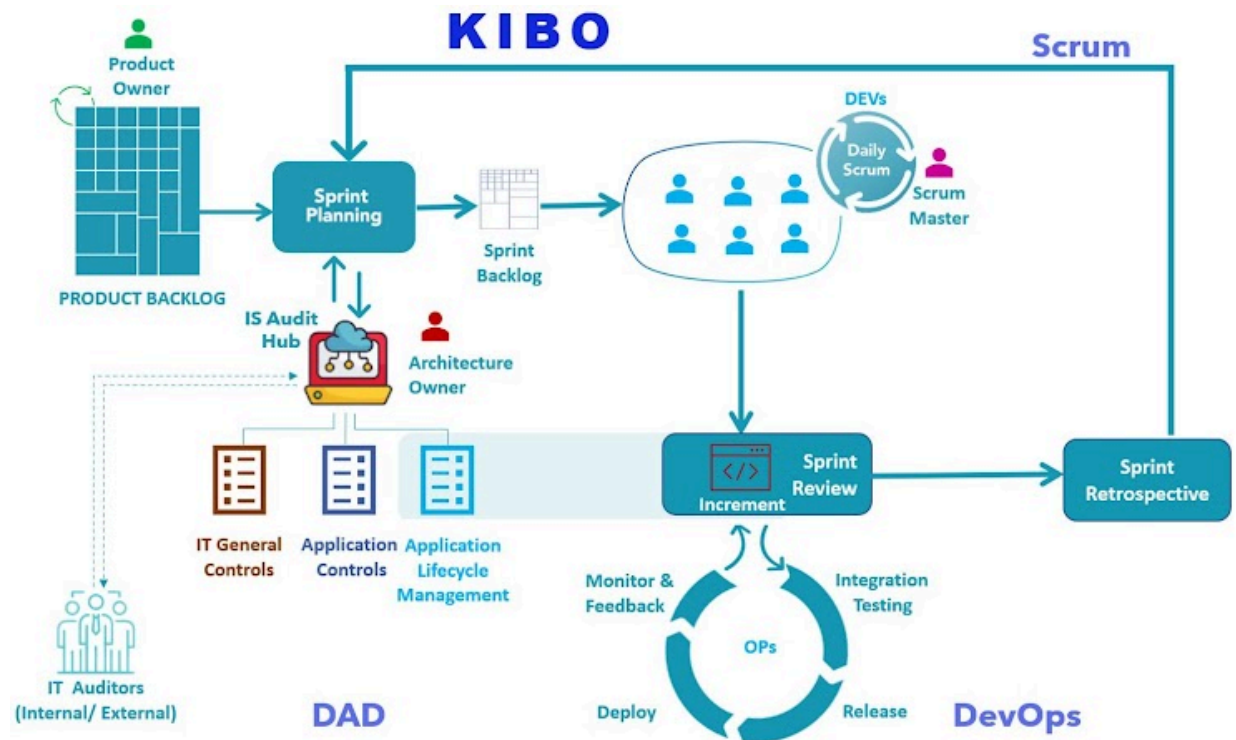 KIBO
Scrum
Product
Owner
DEVs
Daily
Scrum
Scrum
Master
Sprint
Planning
Sprint
Backlog
PRODUCT BACKLOG
IS Audit
Hub
Architecture
Owner
Sprint
Review
Increment
Sprint
Retrospective
IT General
Controls
Application
Controls
Application
Lifecycle
Management
Monitor &
Feedback
Integration
Testing
OPs
Deploy
Release
IT Auditors
(Internal/ External)
DAD
DevOps